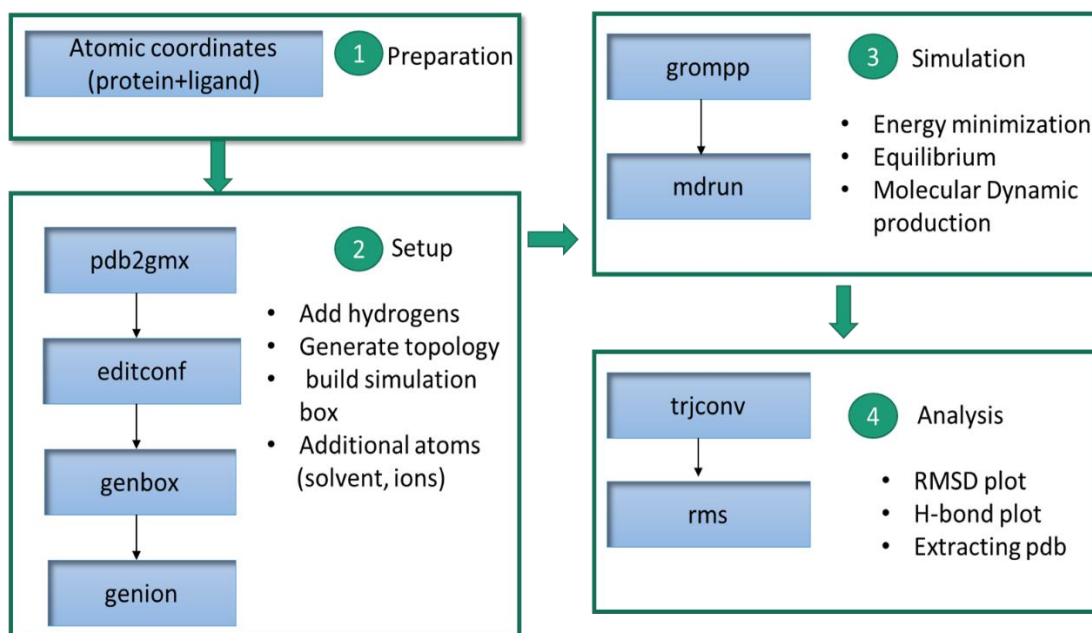 Atomic coordinates
(protein+ligand)
1
Preparation
2
Setup
pdb2gmx
editconf
genbox
genion
• Add hydrogens
• Generate topology
• build simulation
box
• Additional atoms
(solvent, ions)
3
Simulation
grompp
mdrun
• Energy minimization
• Equilibrium
• Molecular Dynamic
production
4
Analysis
trjconv
rms
• RMSD plot
• H-bond plot
• Extracting pdb